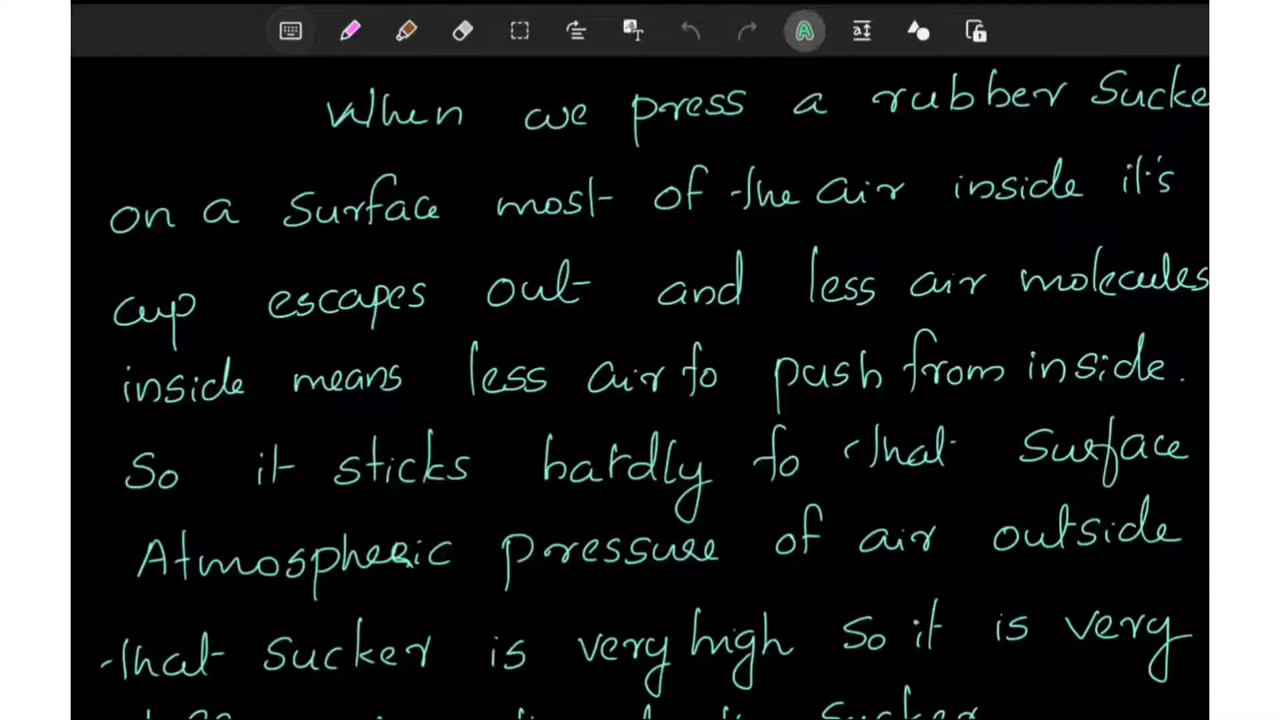 When we press a rubber Sucke
on a Surface most of the air inside it's
cup escapes out and less air molecules
inside means less air to push from inside.
So it sticks hardly to that Surface
Atmospheric pressure of air outside
that sucker is very high So it is very
sucker